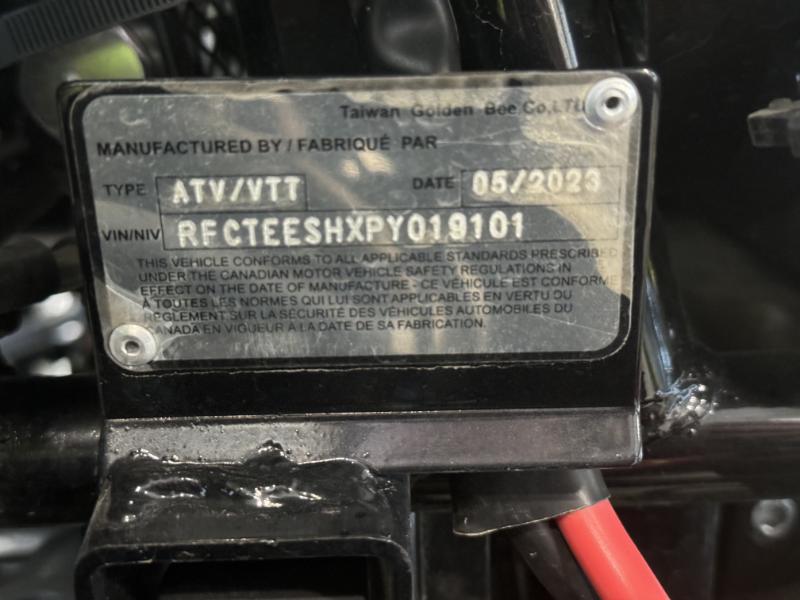 Taiwan Golden Bee.Co,LTD
MANUFACTURED BY / FABRIQUÉ PAR
TYPE ATV/VTT DATE 05/2023
VIN/NIV RFCTEESHXPY019101
THIS VEHICLE CONFORMS TO ALL APPLICABLE STANDARDS PRESCRIBED
UNDER THE CANADIAN MOTOR VEHICLE SAFETY REGULATIONS IN
EFFECT ON THE DATE OF MANUFACTURE - CE VÉHICULE EST CONFORME
À TOUTES LES NORMES QUI LUI SONT APPLICABLES EN VERTU DU
RÈGLEMENT SUR LA SÉCURITÉ DES VÉHICULES AUTOMOBILES DU
CANADA EN VIGUEUR A LA DATE DE SA FABRICATION.